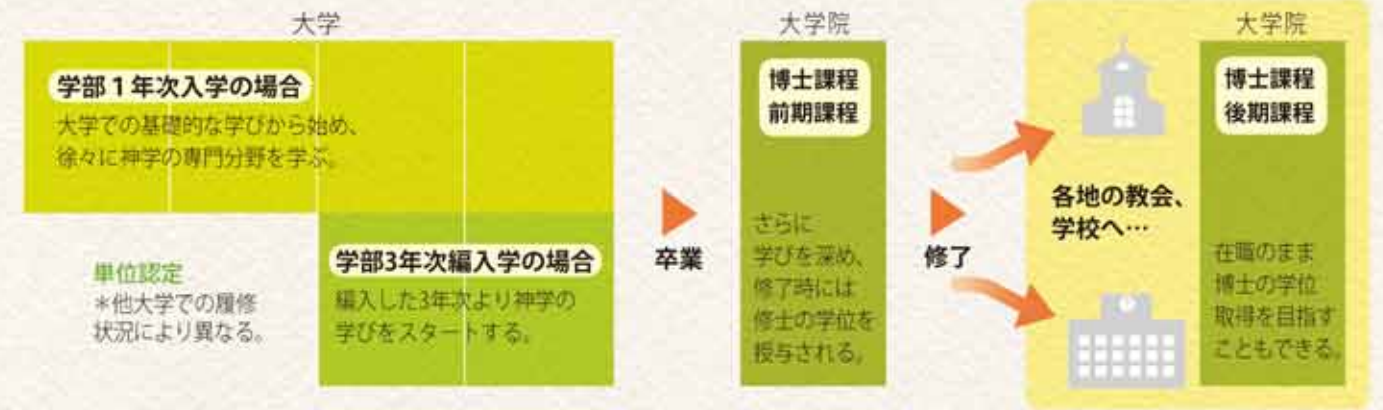 大学
学部1年次入学の場合
大学での基礎的な学びから始め、
徐々に神学の専門分野を学ぶ。
単位認定
*他大学での履修
状況により異なる。
学部3年次編入学の場合
編入した3年次より神学の
学びをスタートする。
卒業
大学院
博士課程
前期課程
さらに
学びを深め、
修了時には
修士の学位を
授与される。
修了
各地の教会、
学校へ…
大学院
博士課程
後期課程
在職のまま
博士の学位
取得を目指す
こともできる。